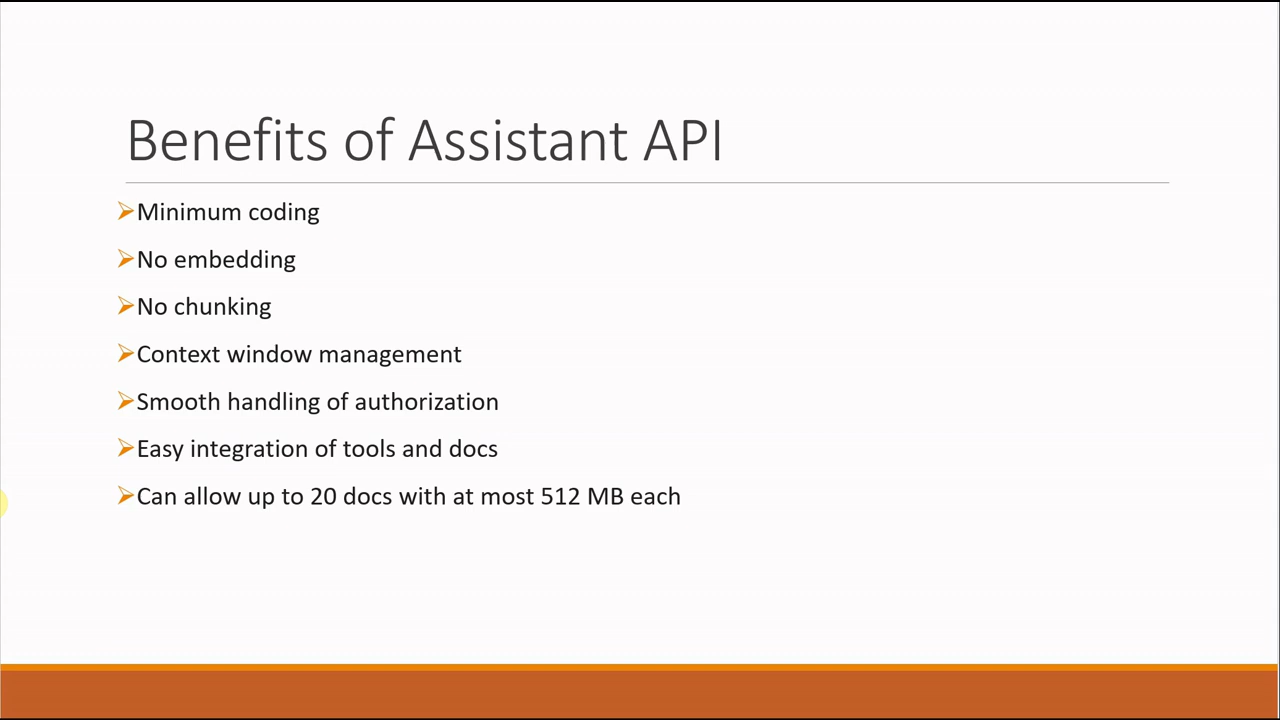 Benefits of Assistant API
Minimum coding
No embedding
No chunking
Context window management
Smooth handling of authorization
Easy integration of tools and docs
Can allow up to 20 docs with at most 512 MB each